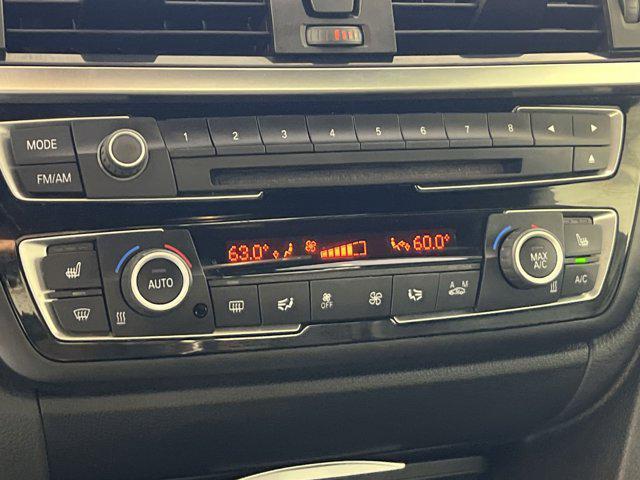 MODE
1 2 3 4 5 6 7 8
FM/AM
63.0° 60.0°
AUTO
MAX A/C
OFF
A M
A/C